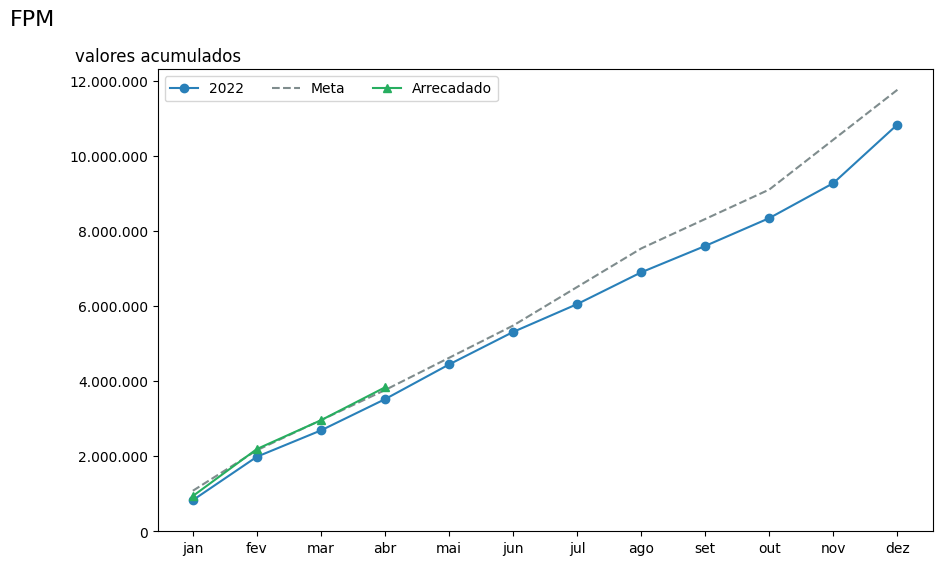 FPM
valores acumulados
2022 Meta Arrecadado
12.000.000
10.000.000
8.000.000
6.000.000
4.000.000
2.000.000
0
jan fev mar abr mai jun jul ago set out nov dez